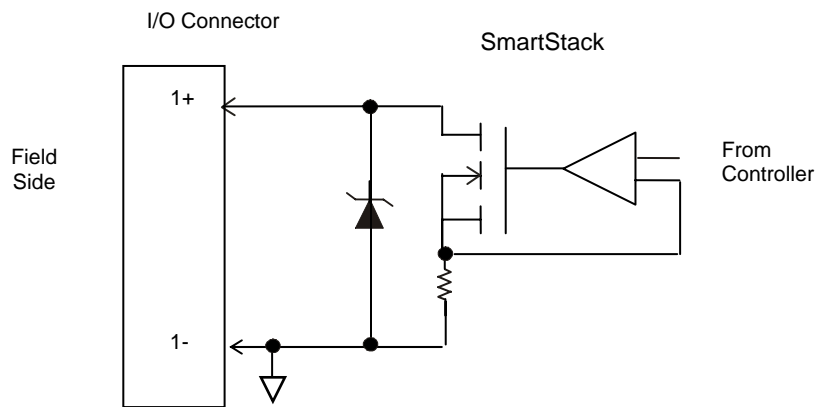 I/O Connector
SmartStack
1+
Field
Side
From
Controller
1-